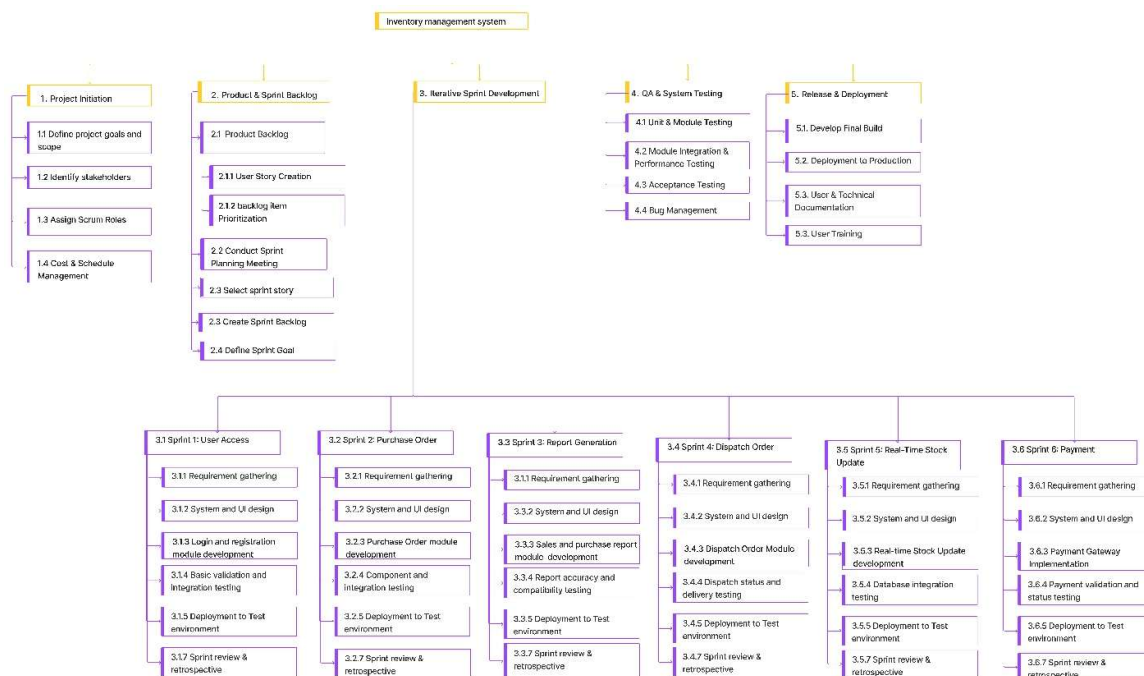 Inventory management system
1. Project Initiation
1.1 Define project goals and
scope
1.2 Identify stakeholders
1.3 Assign Scrum Roles
1.4 Cost & Schedule
Management
2. Product & Sprint Backlog
2.1 Product Backlog
2.1.1 User Story Creation
2.1.2 backlog item
Prioritization
2.2 Conduct Sprint
Planning Meeting
2.3 Select sprint story
2.3 Create Sprint Backlog
2.4 Define Sprint Goal
3. Iterative Sprint Development
4. QA & System Testing
4.1 Unit & Module Testing
4.2 Module Integration &
Performance Testing
4.3 Acceptance Testing
4.4 Bug Management
5. Release & Deployment
5.1. Develop Final Build
5.2. Deployment to Production
5.3. User & Technical
Documentation
5.3. User Training
3.1 Sprint 1: User Access
3.1.1 Requirement gathering
3.1.2 System and UI design
3.1.3 Login and registration
module development
3.1.4 Basic validation and
integration testing
3.1.5 Deployment to Test
environment
3.1.7 Sprint review &
retrospective
3.2 Sprint 2: Purchase Order
3.2.1 Requirement gathering
3.2.2 System and UI design
3.2.3 Purchase Order module
development
3.2.4 Component and
integration testing
3.2.5 Deployment to Test
environment
3.2.7 Sprint review &
retrospective
3.3 Sprint 3: Report Generation
3.1.1 Requirement gathering
3.3.2 System and UI design
3.3.3 Sales and purchase report
module development
3.3.4 Report accuracy and
compatibility testing
3.3.5 Deployment to Test
environment
3.3.7 Sprint review &
retrospective
3.4 Sprint 4: Dispatch Order
3.4.1 Requirement gathering
3.4.2 System and UI design
3.4.3 Dispatch Order Module
development
3.4.4 Dispatch status and
delivery testing
3.4.5 Deployment to Test
environment
3.4.7 Sprint review &
retrospective
3.5 Sprint 5: Real-Time Stock
Update
3.5.1 Requirement gathering
3.5.2 System and UI design
3.5.3 Real-time Stock Update
development
3.5.4 Database integration
testing
3.5.5 Deployment to Test
environment
3.5.7 Sprint review &
retrospective
3.6 Sprint 6: Payment
3.6.1 Requirement gathering
3.6.2 System and UI design
3.6.3 Payment Gateway
Implementation
3.6.4 Payment validation and
status testing
3.6.5 Deployment to Test
environment
3.6.7 Sprint review &
retrospective